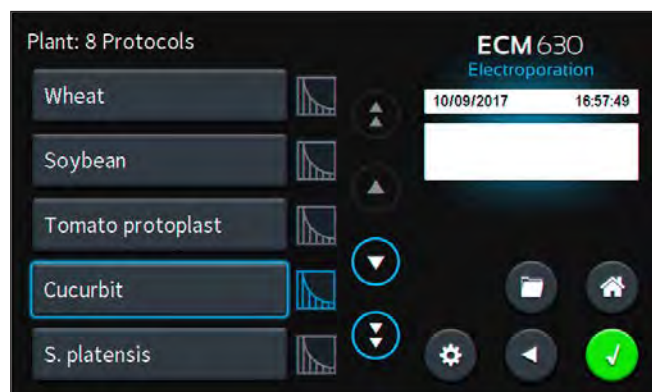 Plant: 8 Protocols
Wheat
Soybean
Tomato protoplast
Cucurbit
S. platensis
ECM 630
Electroporation
10/09/2017 16:57:49